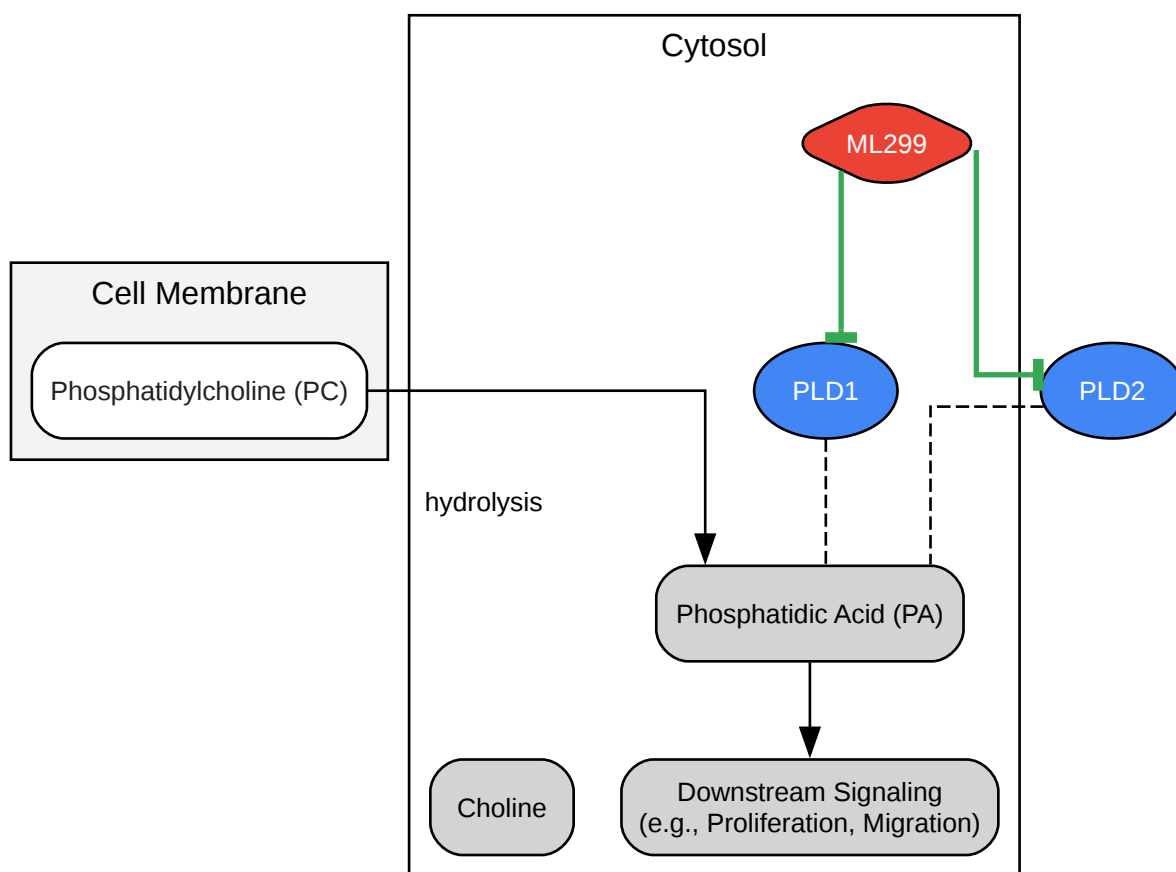 Cytosol
ML299
Cell Membrane
Phosphatidylcholine (PC)
PLD1
PLD2
hydrolysis
Phosphatidic Acid (PA)
Choline
Downstream Signaling
(e.g., Proliferation, Migration)